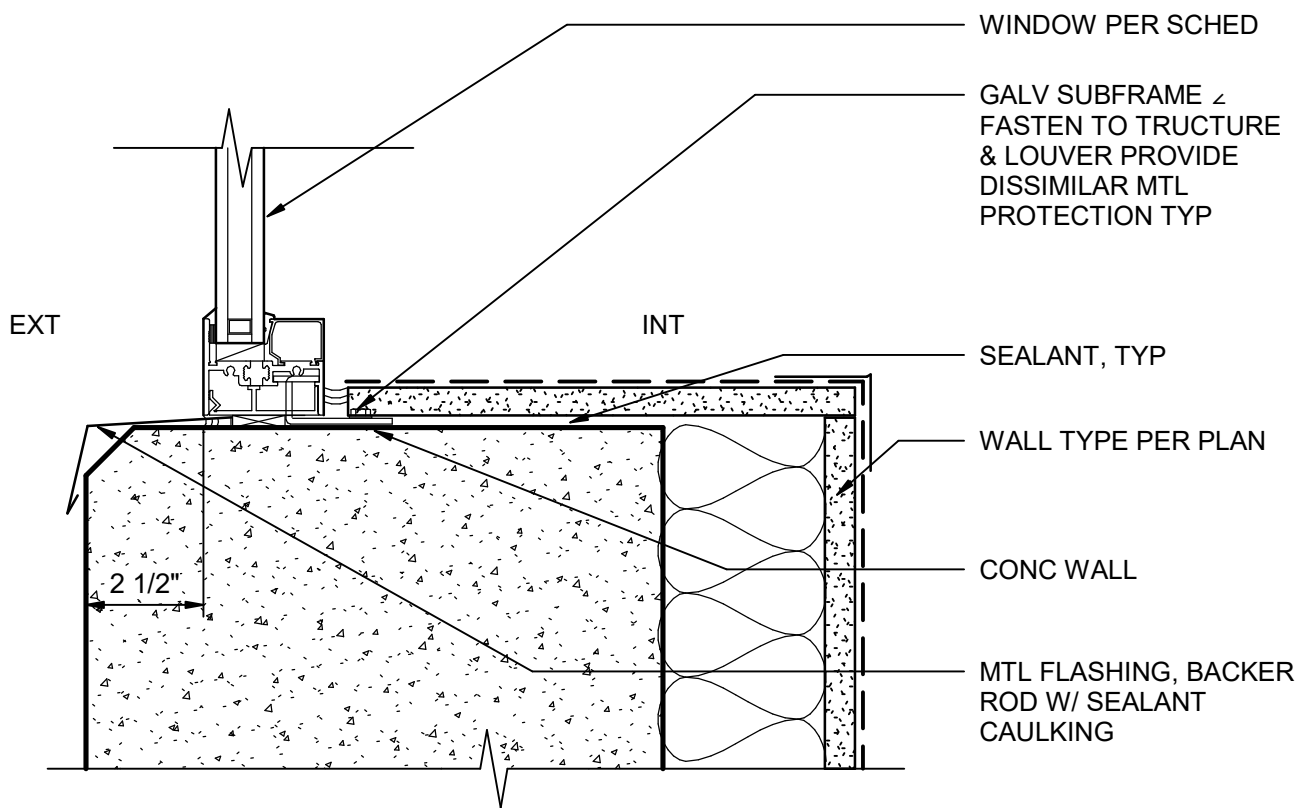 WINDOW PER SCHED
GALV SUBFRAME ∠
FASTEN TO TRUCTURE
& LOUVER PROVIDE
DISSIMILAR MTL
PROTECTION TYP
EXT
INT
SEALANT, TYP
WALL TYPE PER PLAN
CONC WALL
2 1/2"
MTL FLASHING, BACKER
ROD W/ SEALANT
CAULKING